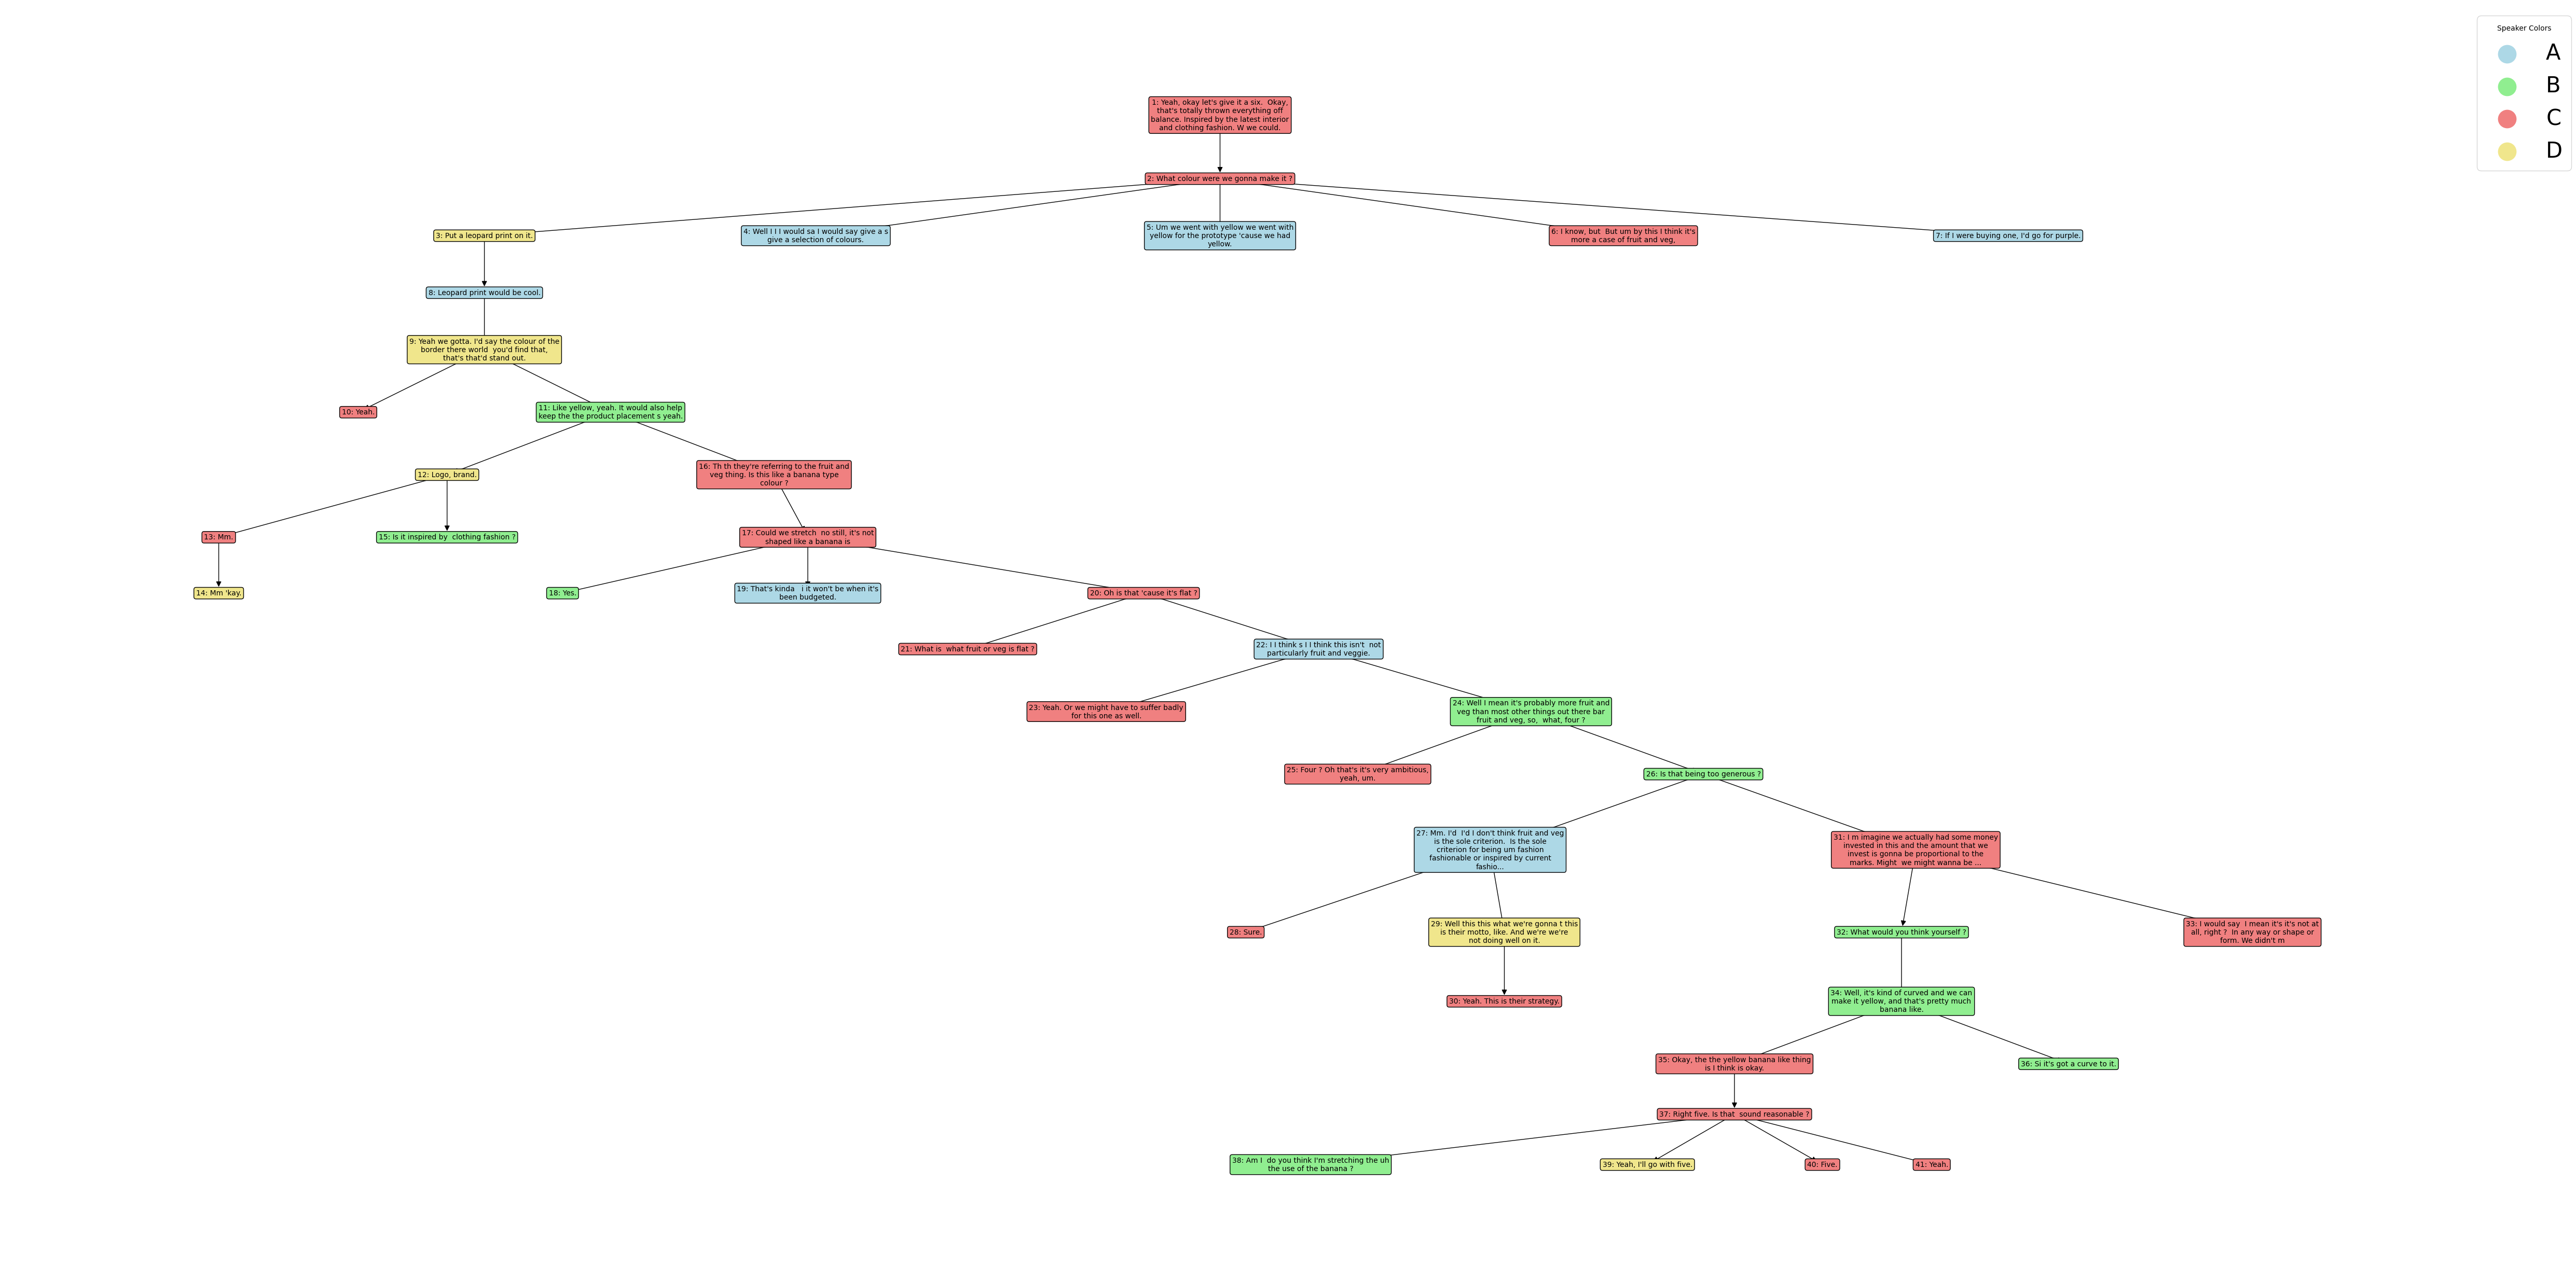 Speaker Colors
A
B
C
D
1: Yeah, okay let's give it a six.  Okay,
that's totally thrown everything off
balance. Inspired by the latest interior
and clothing fashion. W we could.
2: What colour were we gonna make it ?
3: Put a leopard print on it.
4: Well I I I would sa I would say give a s
give a selection of colours.
5: Um we went with yellow we went with
yellow for the prototype 'cause we had
yellow.
6: I know, but  But um by this I think it's
more a case of fruit and veg,
7: If I were buying one, I'd go for purple.
8: Leopard print would be cool.
9: Yeah we gotta. I'd say the colour of the
border there world  you'd find that,
that's that'd stand out.
10: Yeah.
11: Like yellow, yeah. It would also help
keep the the product placement s yeah.
12: Logo, brand.
16: Th th they're referring to the fruit and
veg thing. Is this like a banana type
colour ?
13: Mm.
15: Is it inspired by  clothing fashion ?
17: Could we stretch  no still, it's not
shaped like a banana is
14: Mm 'kay.
18: Yes.
19: That's kinda   i it won't be when it's
been budgeted.
20: Oh is that 'cause it's flat ?
21: What is  what fruit or veg is flat ?
22: I I think s I I think this isn't  not
particularly fruit and veggie.
23: Yeah. Or we might have to suffer badly
for this one as well.
24: Well I mean it's probably more fruit and
veg than most other things out there bar
fruit and veg, so,  what, four ?
25: Four ? Oh that's it's very ambitious,
yeah, um.
26: Is that being too generous ?
27: Mm. I'd  I'd I don't think fruit and veg
is the sole criterion.  Is the sole
criterion for being um fashion
fashionable or inspired by current
fashio...
31: I m imagine we actually had some money
invested in this and the amount that we
invest is gonna be proportional to the
marks. Might  we might wanna be ...
28: Sure.
29: Well this this what we're gonna t this
is their motto, like. And we're we're
not doing well on it.
32: What would you think yourself ?
33: I would say  I mean it's it's not at
all, right ?  In any way or shape or
form. We didn't m
30: Yeah. This is their strategy.
34: Well, it's kind of curved and we can
make it yellow, and that's pretty much
banana like.
35: Okay, the the yellow banana like thing
is I think is okay.
36: Si it's got a curve to it.
37: Right five. Is that  sound reasonable ?
38: Am I  do you think I'm stretching the uh
the use of the banana ?
39: Yeah, I'll go with five.
40: Five.
41: Yeah.